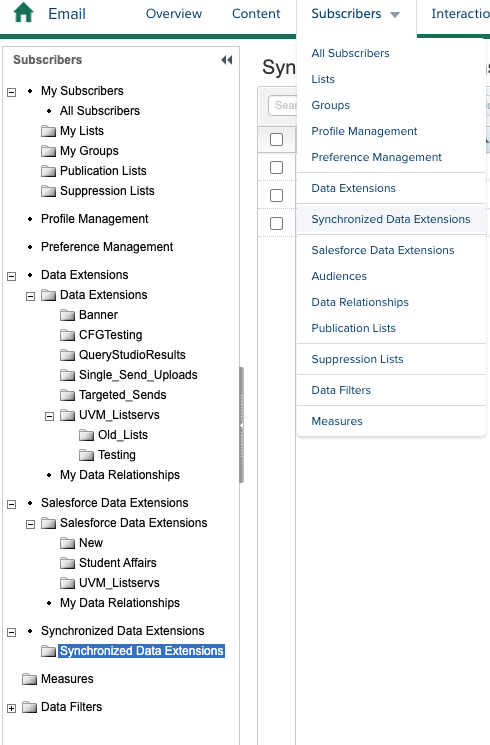 Email
Overview
Content
Subscribers
Interactio
Subscribers
My Subscribers
All Subscribers
My Lists
My Groups
Publication Lists
Suppression Lists
Profile Management
Preference Management
Data Extensions
Data Extensions
Banner
CFGTesting
QueryStudioResults
Single_Send_Uploads
Targeted_Sends
UVM_Listservs
Old_Lists
Testing
My Data Relationships
Salesforce Data Extensions
Salesforce Data Extensions
New
Student Affairs
UVM_Listservs
My Data Relationships
Synchronized Data Extensions
Synchronized Data Extensions
Measures
Data Filters
Syn
Sear
All Subscribers
Lists
Groups
Profile Management
Preference Management
Data Extensions
Synchronized Data Extensions
Salesforce Data Extensions
Audiences
Data Relationships
Publication Lists
Suppression Lists
Data Filters
Measures